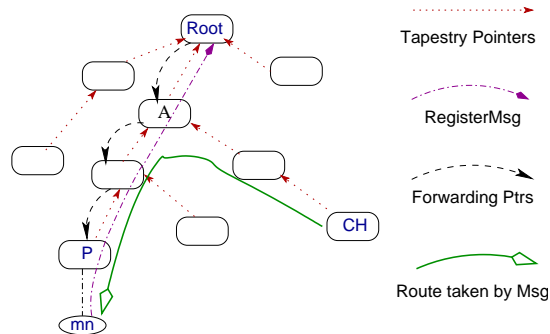 Root
A
P
mn
CH
Tapestry Pointers
RegisterMsg
Forwarding Ptrs
Route taken by Msg